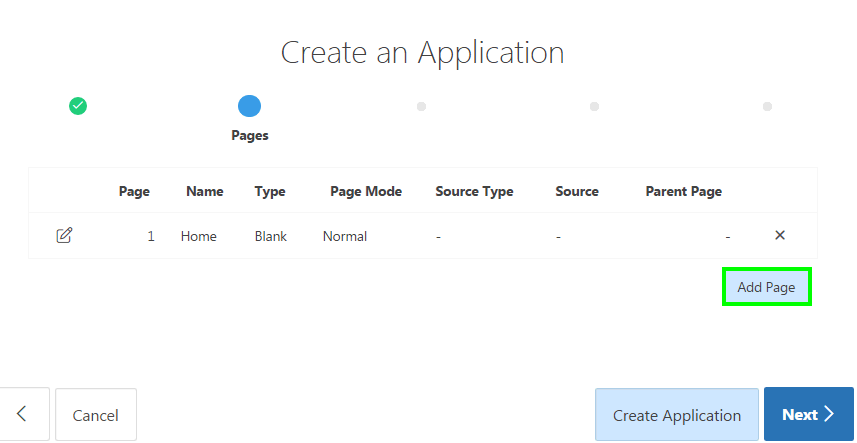 Create an Application
Pages
Page Name Type Page Mode Source Type Source Parent Page
1 Home Blank Normal - - -
Add Page
Cancel Create Application Next